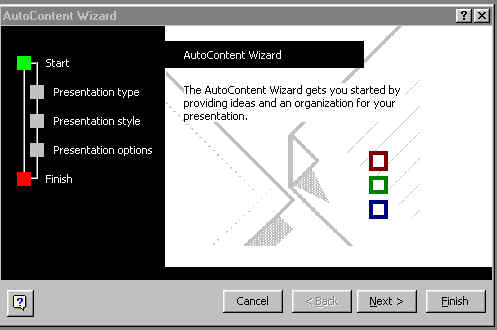 AutoContent Wizard
Start
Presentation type
Presentation style
Presentation options
Finish
AutoContent Wizard
The AutoContent Wizard gets you started by
providing ideas and an organization for your
presentation.
Cancel
< Back
Next >
Finish